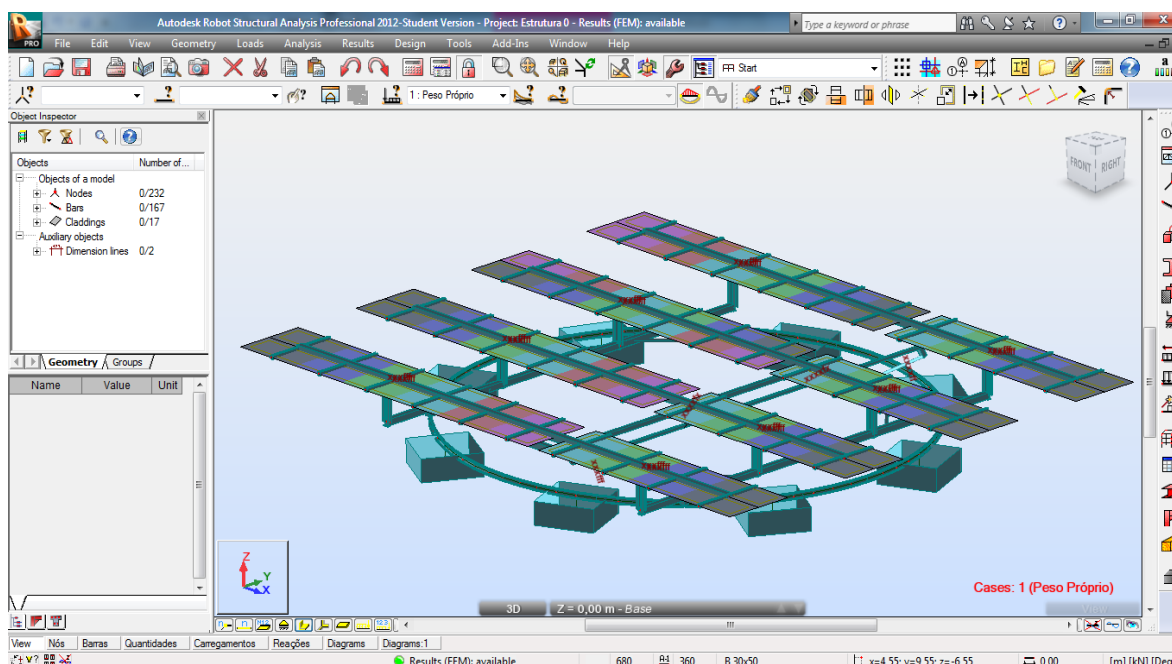 Autodesk Robot Structural Analysis Professional 2012-Student Version - Project: Estrutura 0 - Results (FEM): available
Type a keyword or phrase
PRO
File Edit View Geometry Loads Analysis Results Design Tools Add-Ins Window Help
Start
1 : Peso Próprio
Object Inspector
Objects Number of...
Objects of a model
Nodes 0/232
Bars 0/167
Claddings 0/17
Auxiliary objects
Dimension lines 0/2
Geometry Groups
Name Value Unit
FRONT RIGHT
Z
Y
X
Cases: 1 (Peso Próprio)
3D Z = 0,00 m - Base
View
View Nós Barras Quantidades Carregamentos Reações Diagrams Diagrams:1
Results (FEM): available 680 360 B 30x50 x=4.55; y=9.55; z=-6.55 0.00 [m] [kN] [Deg